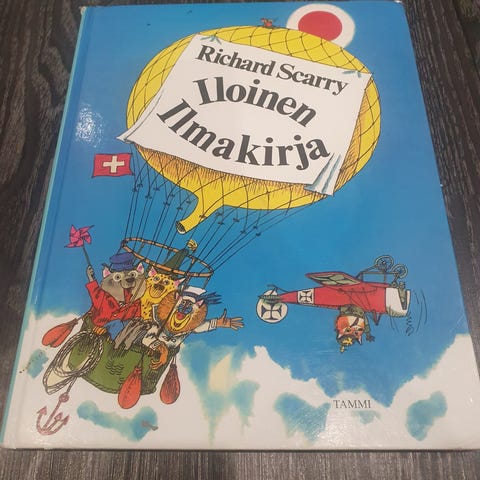 Richard Scarry
Iloinen
Ilmakirja
TAMMI